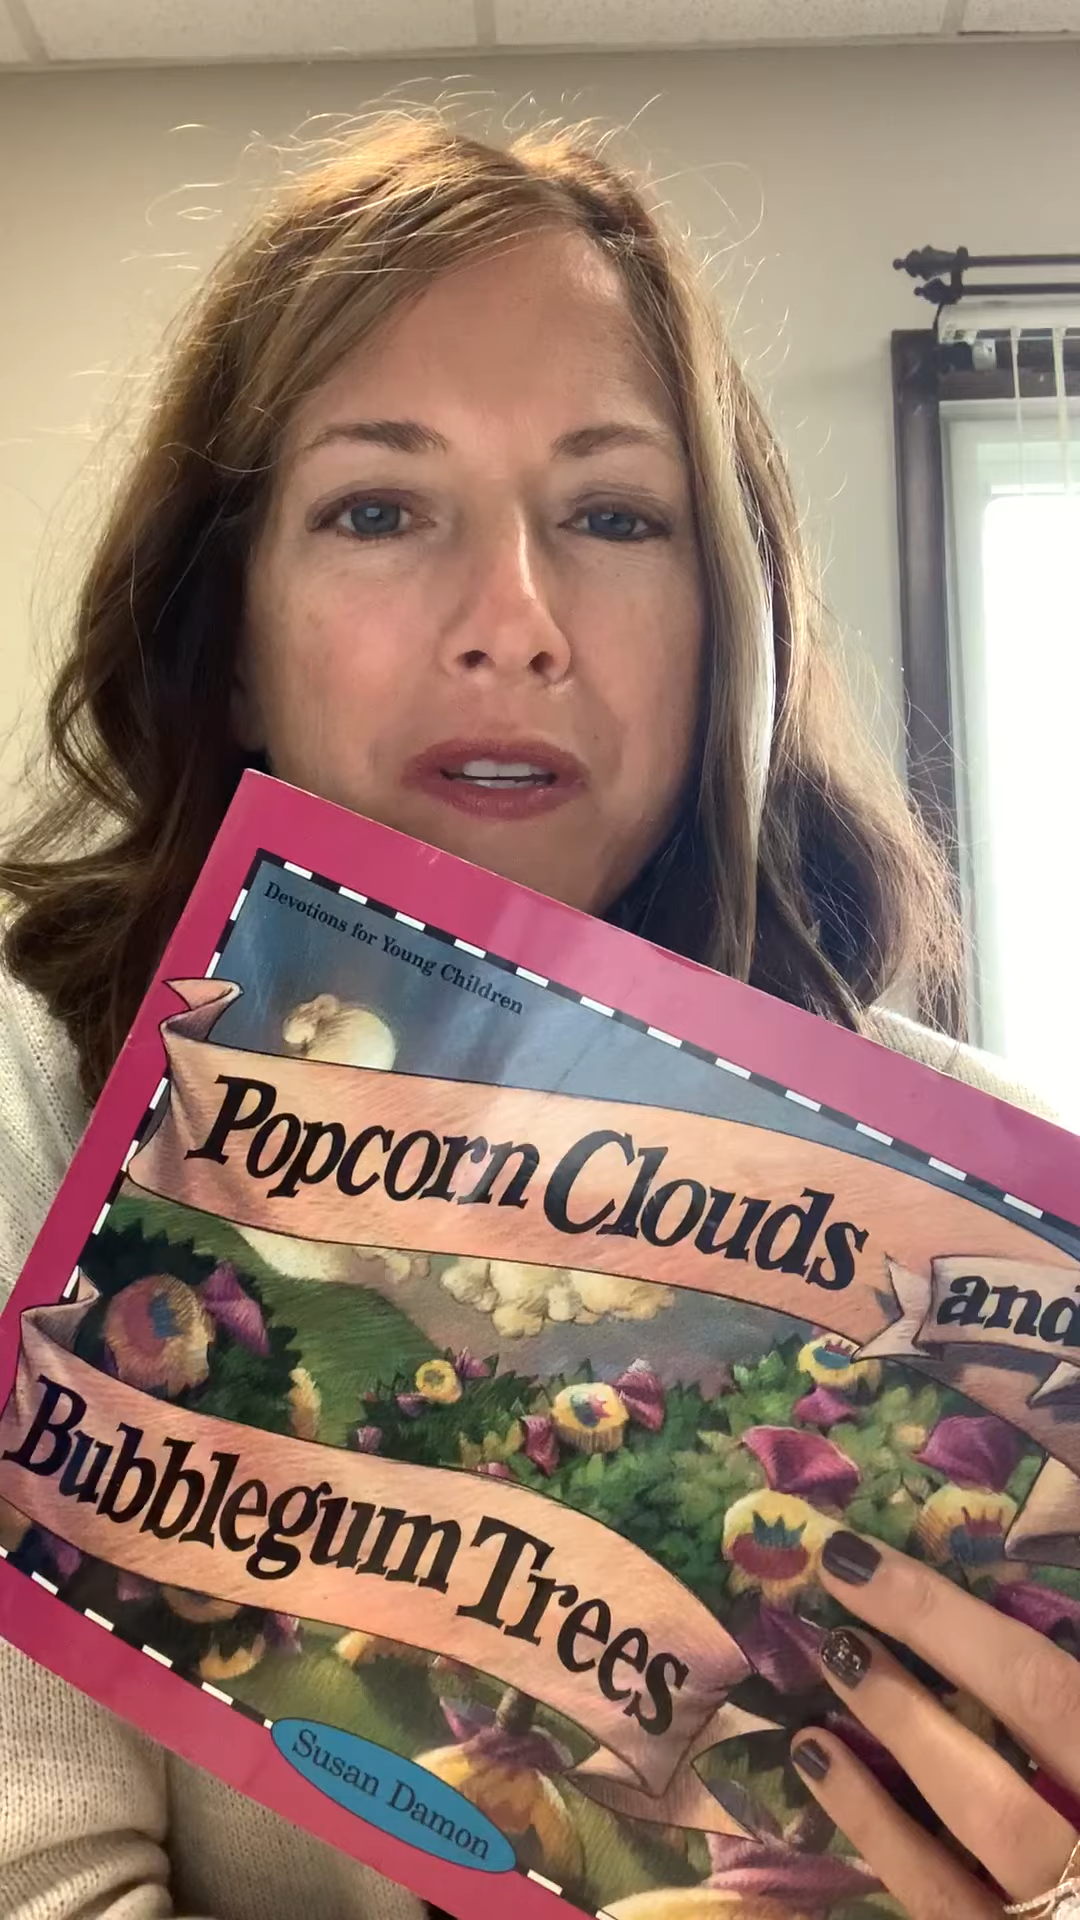 Devotions for Young Children
Popcorn Clouds
and
Bubblegum Trees
Susan Damon